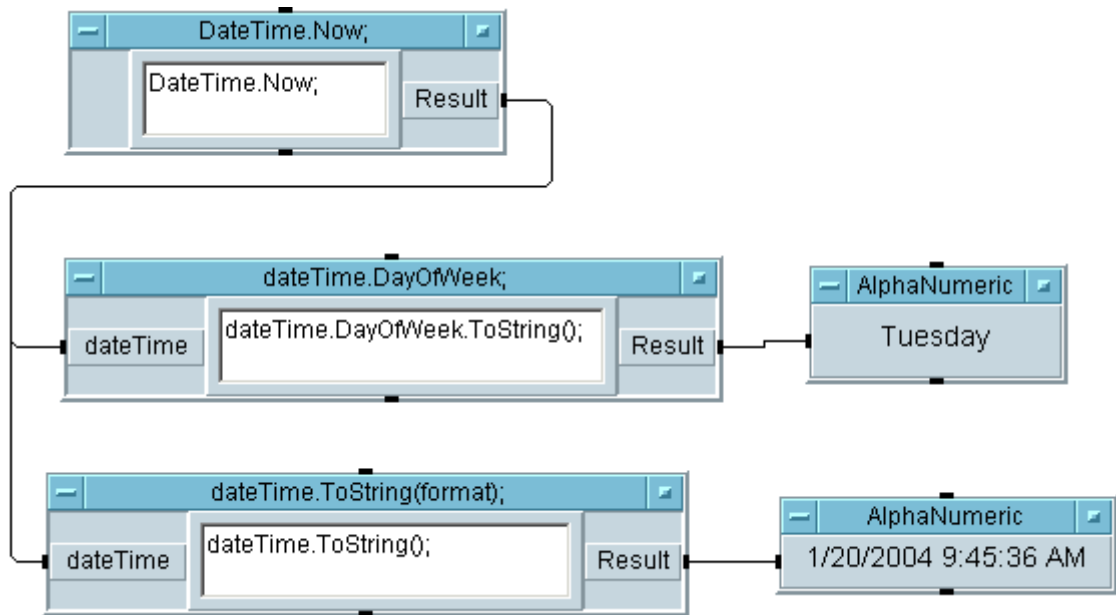 DateTime.Now;
DateTime.Now;
Result
dateTime.DayOfWeek;
dateTime
dateTime.DayOfWeek.ToString();
Result
AlphaNumeric
Tuesday
dateTime.ToString(format);
dateTime
dateTime.ToString();
Result
AlphaNumeric
1/20/2004 9:45:36 AM